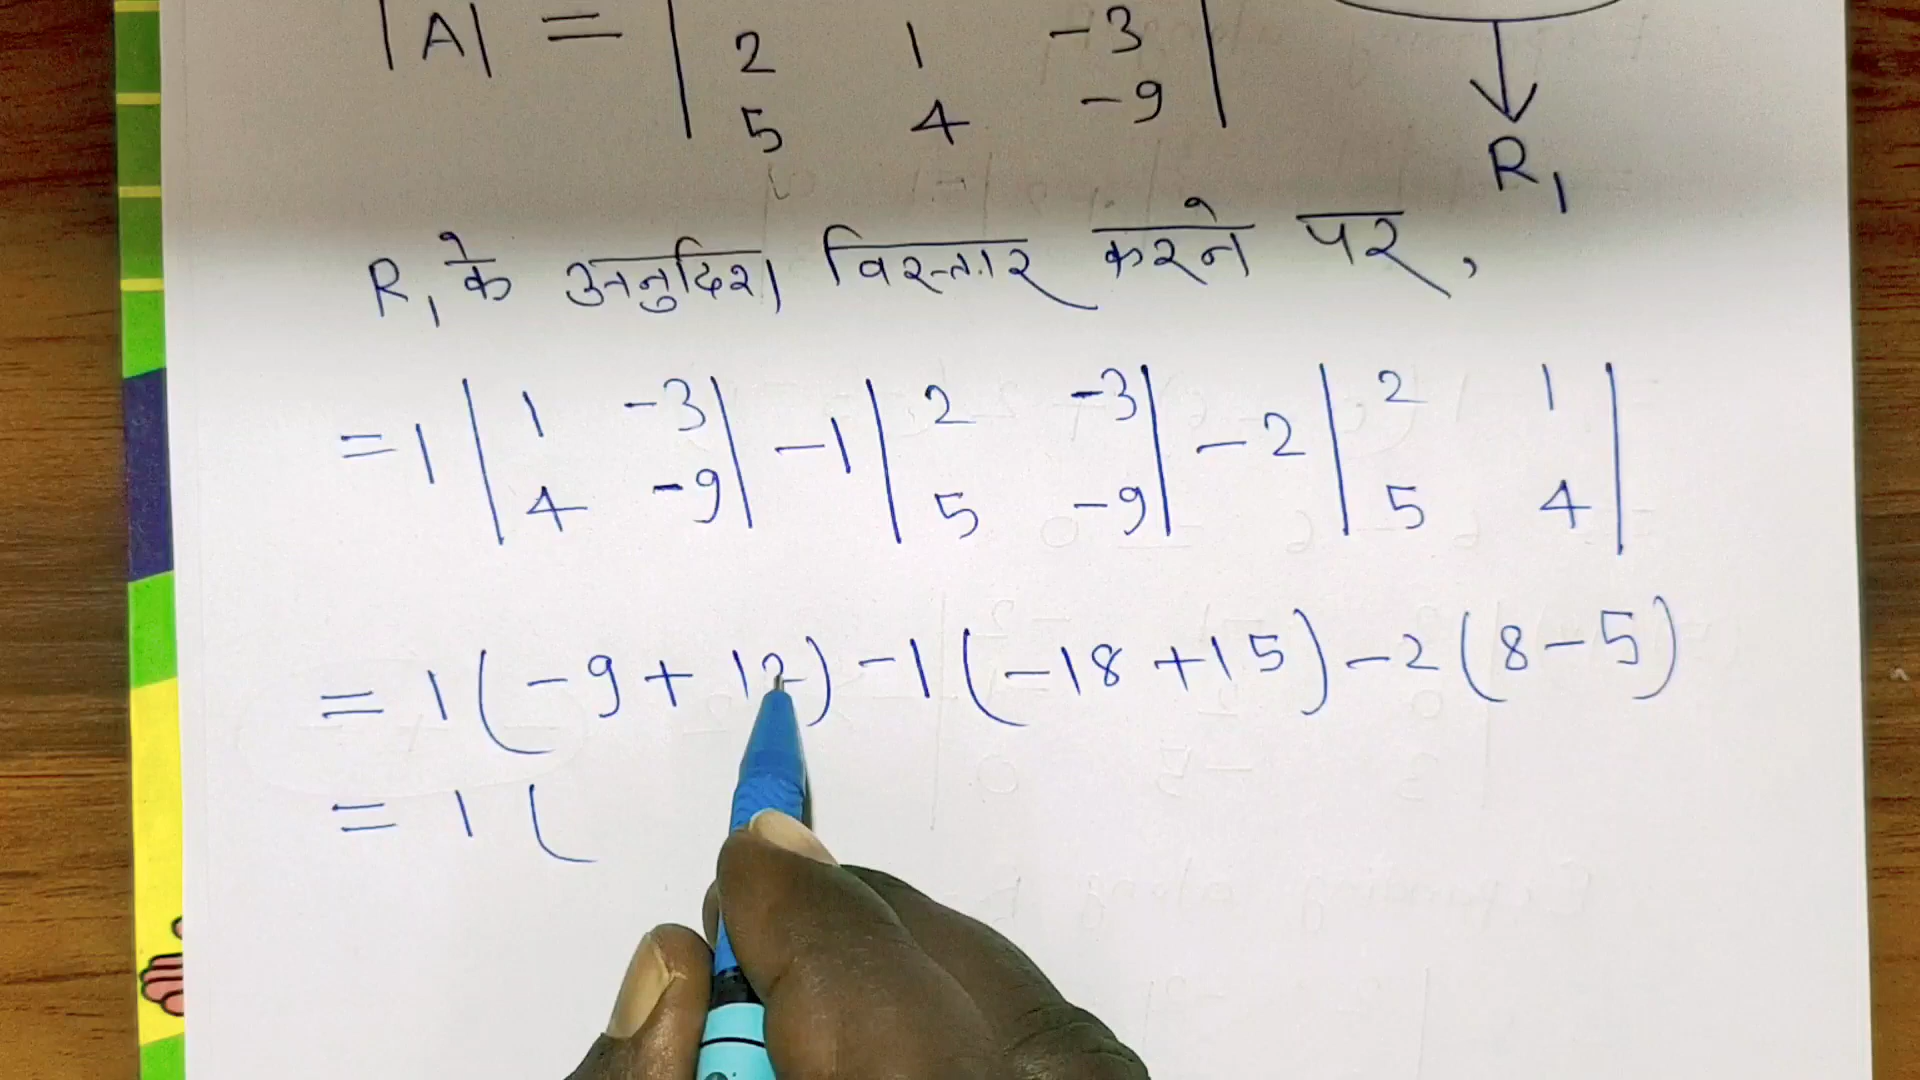 |A| = | 2 1 -3 |
5 4 -9
R₁
R₁ के अनुदिश विस्तार करने पर,
= 1 | 1 -3 | - 1 | 2 -3 | - 2 | 2 1 |
4 -9 5 -9 5 4
= 1 ( -9 + 12 ) - 1 ( -18 + 15 ) - 2 ( 8 - 5 )
= 1 (